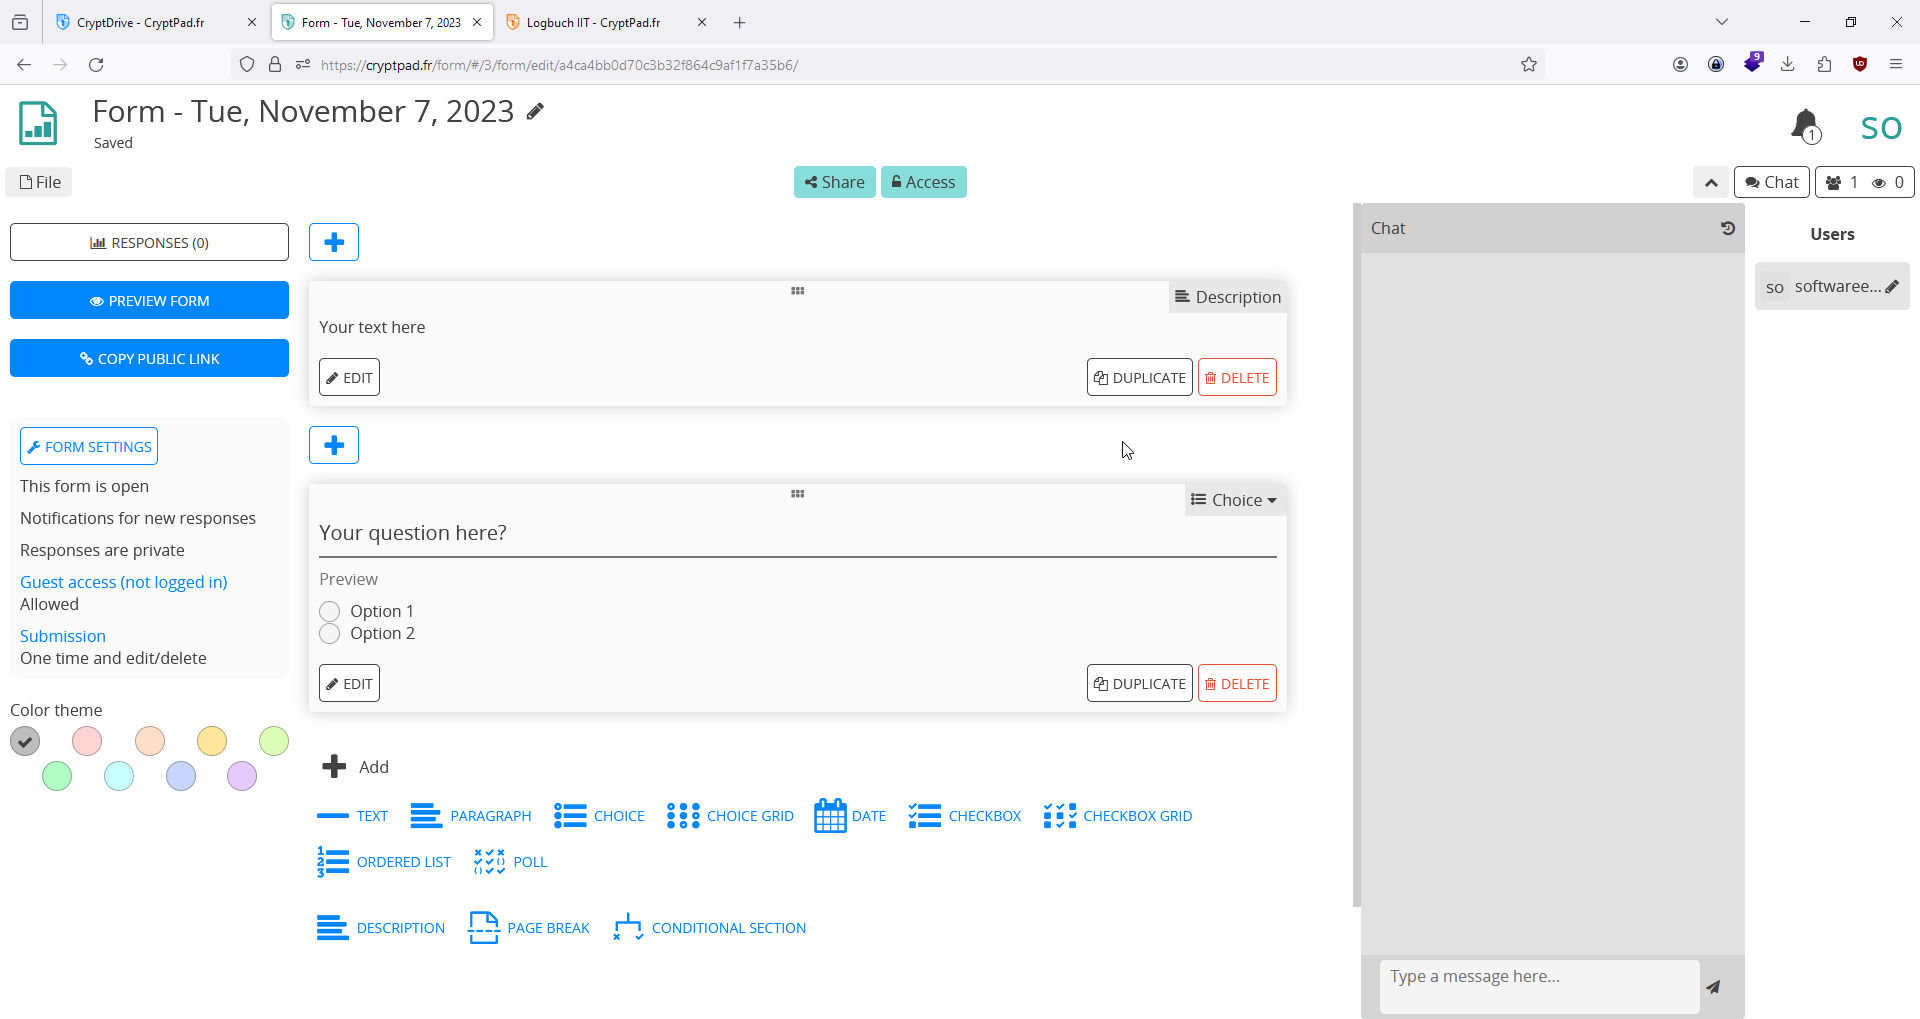 CryptDrive - CryptPad.fr
Form - Tue, November 7, 2023
Logbuch IIT - CryptPad.fr
https://cryptpad.fr/form/#/3/form/edit/a4ca4bb0d70c3b32f864c9af1f7a35b6/
9
Form - Tue, November 7, 2023
Saved
1
SO
File
Share
Access
Chat
1
0
RESPONSES (0)
PREVIEW FORM
COPY PUBLIC LINK
FORM SETTINGS
This form is open
Notifications for new responses
Responses are private
Guest access (not logged in)
Allowed
Submission
One time and edit/delete
Color theme
Description
Your text here
EDIT
DUPLICATE
DELETE
Choice
Your question here?
Preview
Option 1
Option 2
EDIT
DUPLICATE
DELETE
Add
TEXT
PARAGRAPH
CHOICE
CHOICE GRID
DATE
CHECKBOX
CHECKBOX GRID
ORDERED LIST
POLL
DESCRIPTION
PAGE BREAK
CONDITIONAL SECTION
Chat
Type a message here...
Users
so
softwaree...